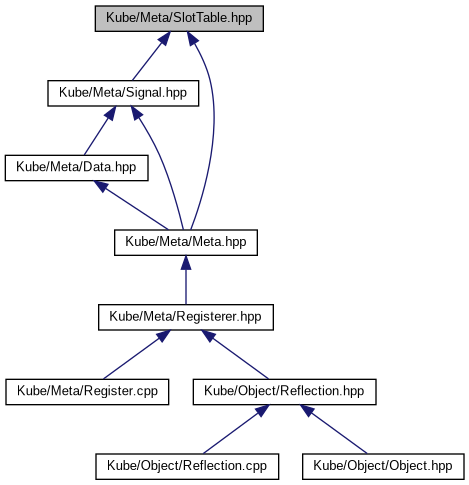 Kube/Meta/SlotTable.hpp
Kube/Meta/Signal.hpp
Kube/Meta/Data.hpp
Kube/Meta/Meta.hpp
Kube/Meta/Registerer.hpp
Kube/Meta/Register.cpp
Kube/Object/Reflection.hpp
Kube/Object/Reflection.cpp
Kube/Object/Object.hpp